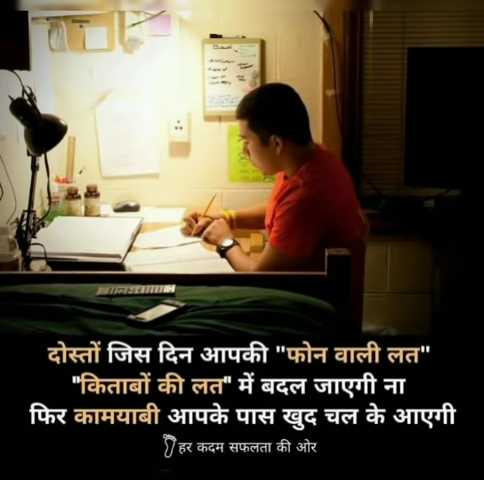 दोस्तों जिस दिन आपकी "फोन वाली लत"
"किताबों की लत" में बदल जाएगी ना
फिर कामयाबी आपके पास खुद चल के आएगी
हर कदम सफलता की ओर